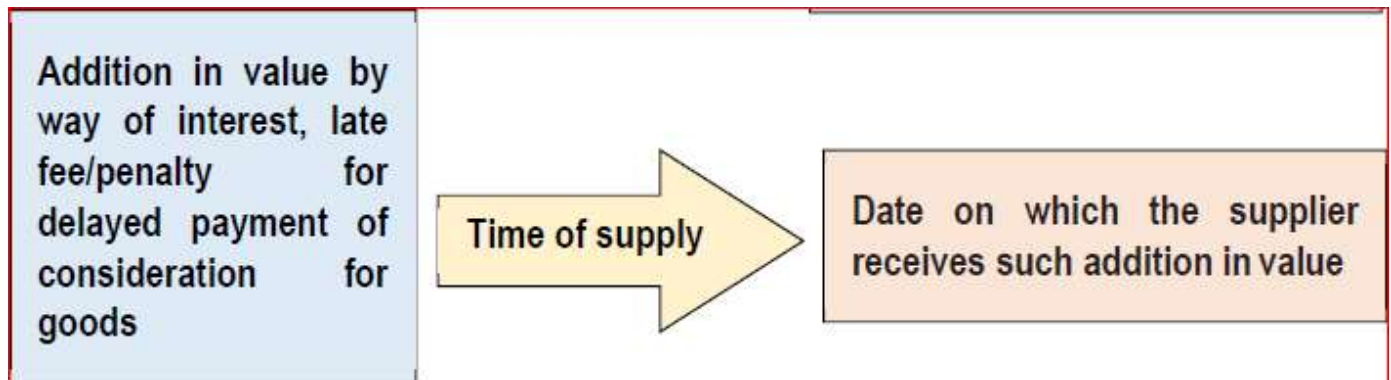 Addition in value by
way of interest, late
fee/penalty for
delayed payment of
consideration for
goods
Time of supply
Date on which the supplier
receives such addition in value